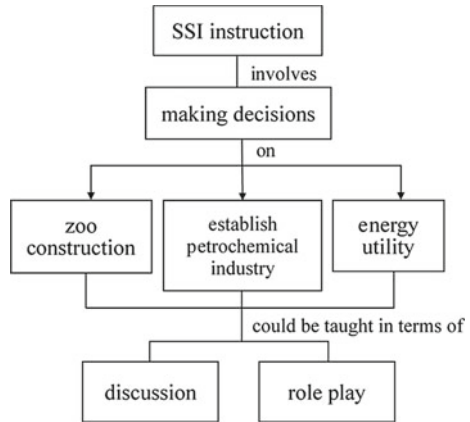 SSI instruction
involves
making decisions
on
zoo
construction
establish
petrochemical
industry
energy
utility
could be taught in terms of
discussion
role play